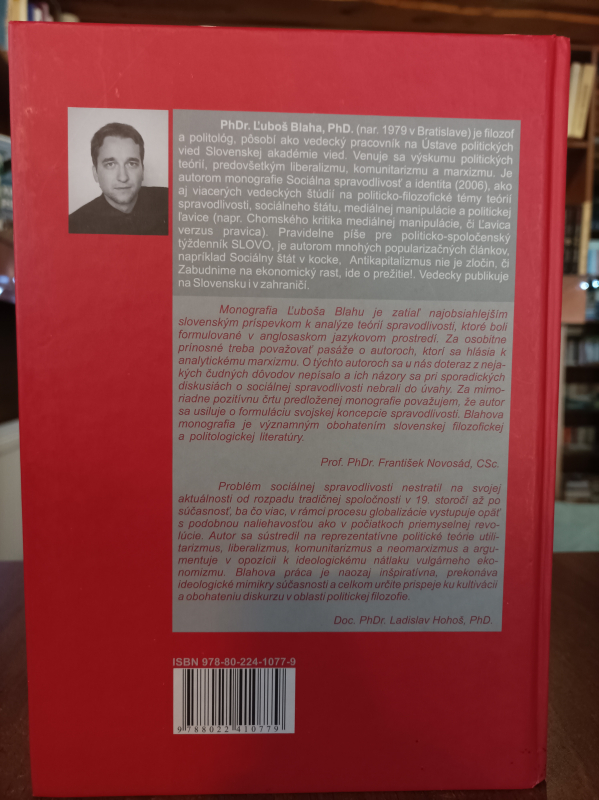 PhDr. Ľuboš Blaha, PhD. (nar. 1979 v Bratislave) je filozof
a politológ, pôsobí ako vedecký pracovník na Ústave politických
vied Slovenskej akadémie vied. Venuje sa výskumu politických
teórií, predovšetkým liberalizmu, komunitarizmu a marxizmu. Je
autorom monografie Sociálna spravodlivosť a identita (2006), ako
aj viacerých vedeckých štúdií na politicko-filozofické témy teórií
spravodlivosti, sociálneho štátu, mediálnej manipulácie a politickej
ľavice (napr. Chomského kritika mediálnej manipulácie, či Ľavica
verzus pravica). Pravidelne píše pre politicko-spoločenský
týždenník SLOVO, je autorom mnohých popularizačných článkov,
napríklad Sociálny štát v kocke, Antikapitalizmus nie je zločin, či
Zabudnime na ekonomický rast, ide o prežitie!. Vedecky publikuje
na Slovensku i v zahraničí.
Monografia Ľuboša Blahu je zatiaľ najobsiahlejším
slovenským príspevkom k analýze teórií spravodlivosti, ktoré boli
formulované v anglosaskom jazykovom prostredí. Za osobitne
prínosné treba považovať pasáže o autoroch, ktorí sa hlásia k
analytickému marxizmu. O týchto autoroch sa u nás doteraz z neja-
kých čudných dôvodov nepísalo a ich názory sa pri sporadických
diskusiách o sociálnej spravodlivosti nebrali do úvahy. Za mimo-
riadne pozitívnu črtu predloženej monografie považujem, že autor
sa usiluje o formuláciu svojskej koncepcie spravodlivosti. Blahova
monografia je významným obohatením slovenskej filozofickej
a politologickej literatúry.
Prof. PhDr. František Novosád, CSc.
Problém sociálnej spravodlivosti nestratil na svojej
aktuálnosti od rozpadu tradičnej spoločnosti v 19. storočí až po
súčasnosť, ba čo viac, v rámci procesu globalizácie vystupuje opäť
s podobnou naliehavosťou ako v počiatkoch priemyselnej revo-
lúcie. Autor sa sústredil na reprezentatívne politické teórie utili-
tarizmus, liberalizmus, komunitarizmus a neomarxizmus a argu-
mentuje v opozícii k ideologickému nátlaku vulgárneho eko-
nomizmu. Blahova práca je naozaj inšpiratívna, prekonáva
ideologické mimikry súčasnosti a celkom určite prispeje ku kultivácii
a obohateniu diskurzu v oblasti politickej filozofie.
Doc. PhDr. Ladislav Hohoš, PhD.
ISBN 978-80-224-1077-9
9 788022 410779